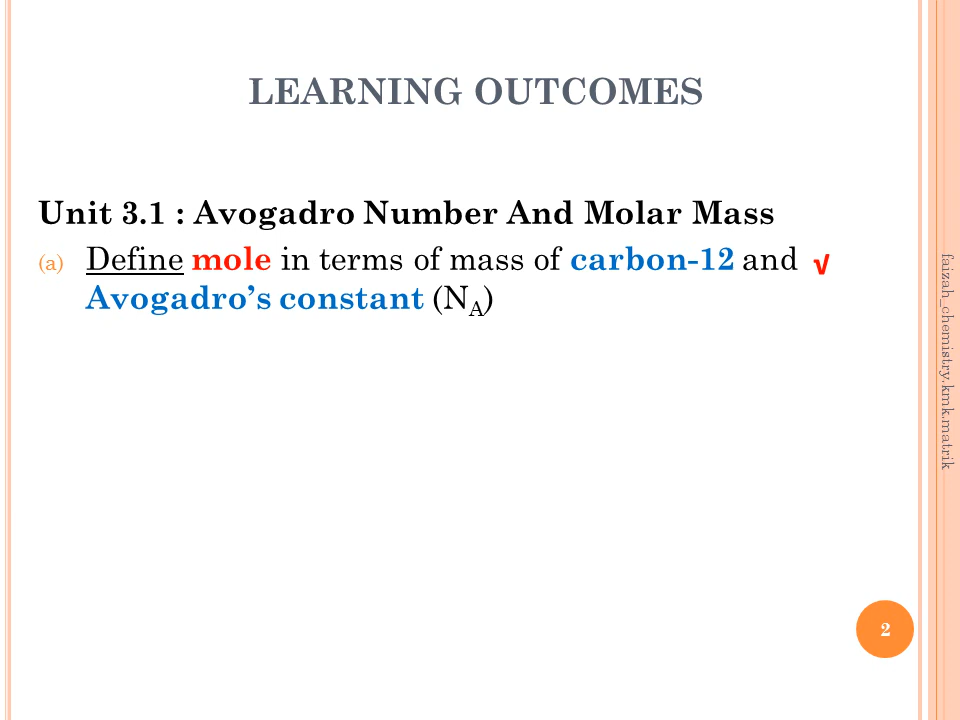 LEARNING OUTCOMES
Unit 3.1 : Avogadro Number And Molar Mass
(a) Define mole in terms of mass of carbon-12 and √
Avogadro’s constant (NA)
faizah_chemistry.kmk.matrik
2